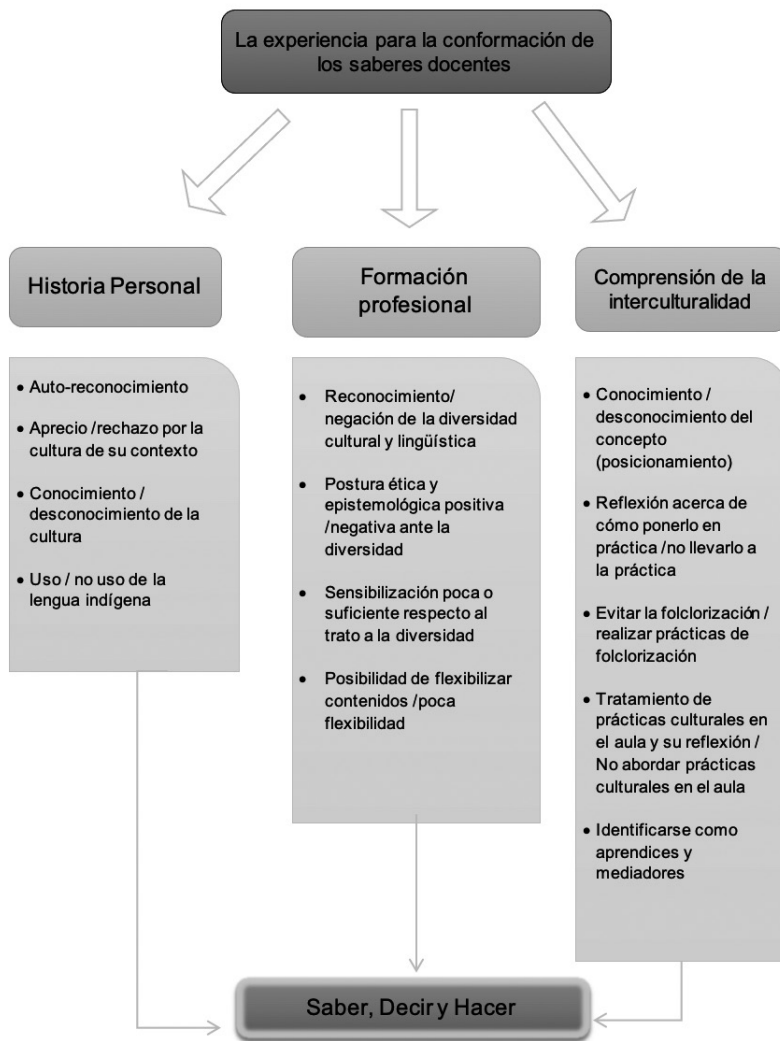 La experiencia para la conformación de
los saberes docentes
Historia Personal
• Auto-reconocimiento
• Aprecio /rechazo por la
cultura de su contexto
• Conocimiento /
desconocimiento de la
cultura
• Uso / no uso de la
lengua indígena
Formación
profesional
• Reconocimiento/
negación de la diversidad
cultural y lingüística
• Postura ética y
epistemológica positiva
/negativa ante la
diversidad
• Sensibilización poca o
suficiente respecto al
trato a la diversidad
• Posibilidad de flexibilizar
contenidos /poca
flexibilidad
Comprensión de la
interculturalidad
• Conocimiento /
desconocimiento del
concepto
(posicionamiento)
• Reflexión acerca de
cómo ponerlo en
práctica /no llevarlo a
la práctica
• Evitar la folclorización /
realizar prácticas de
folclorización
• Tratamiento de
prácticas culturales en
el aula y su reflexión /
No abordar prácticas
culturales en el aula
• Identificarse como
aprendices y
mediadores
Saber, Decir y Hacer